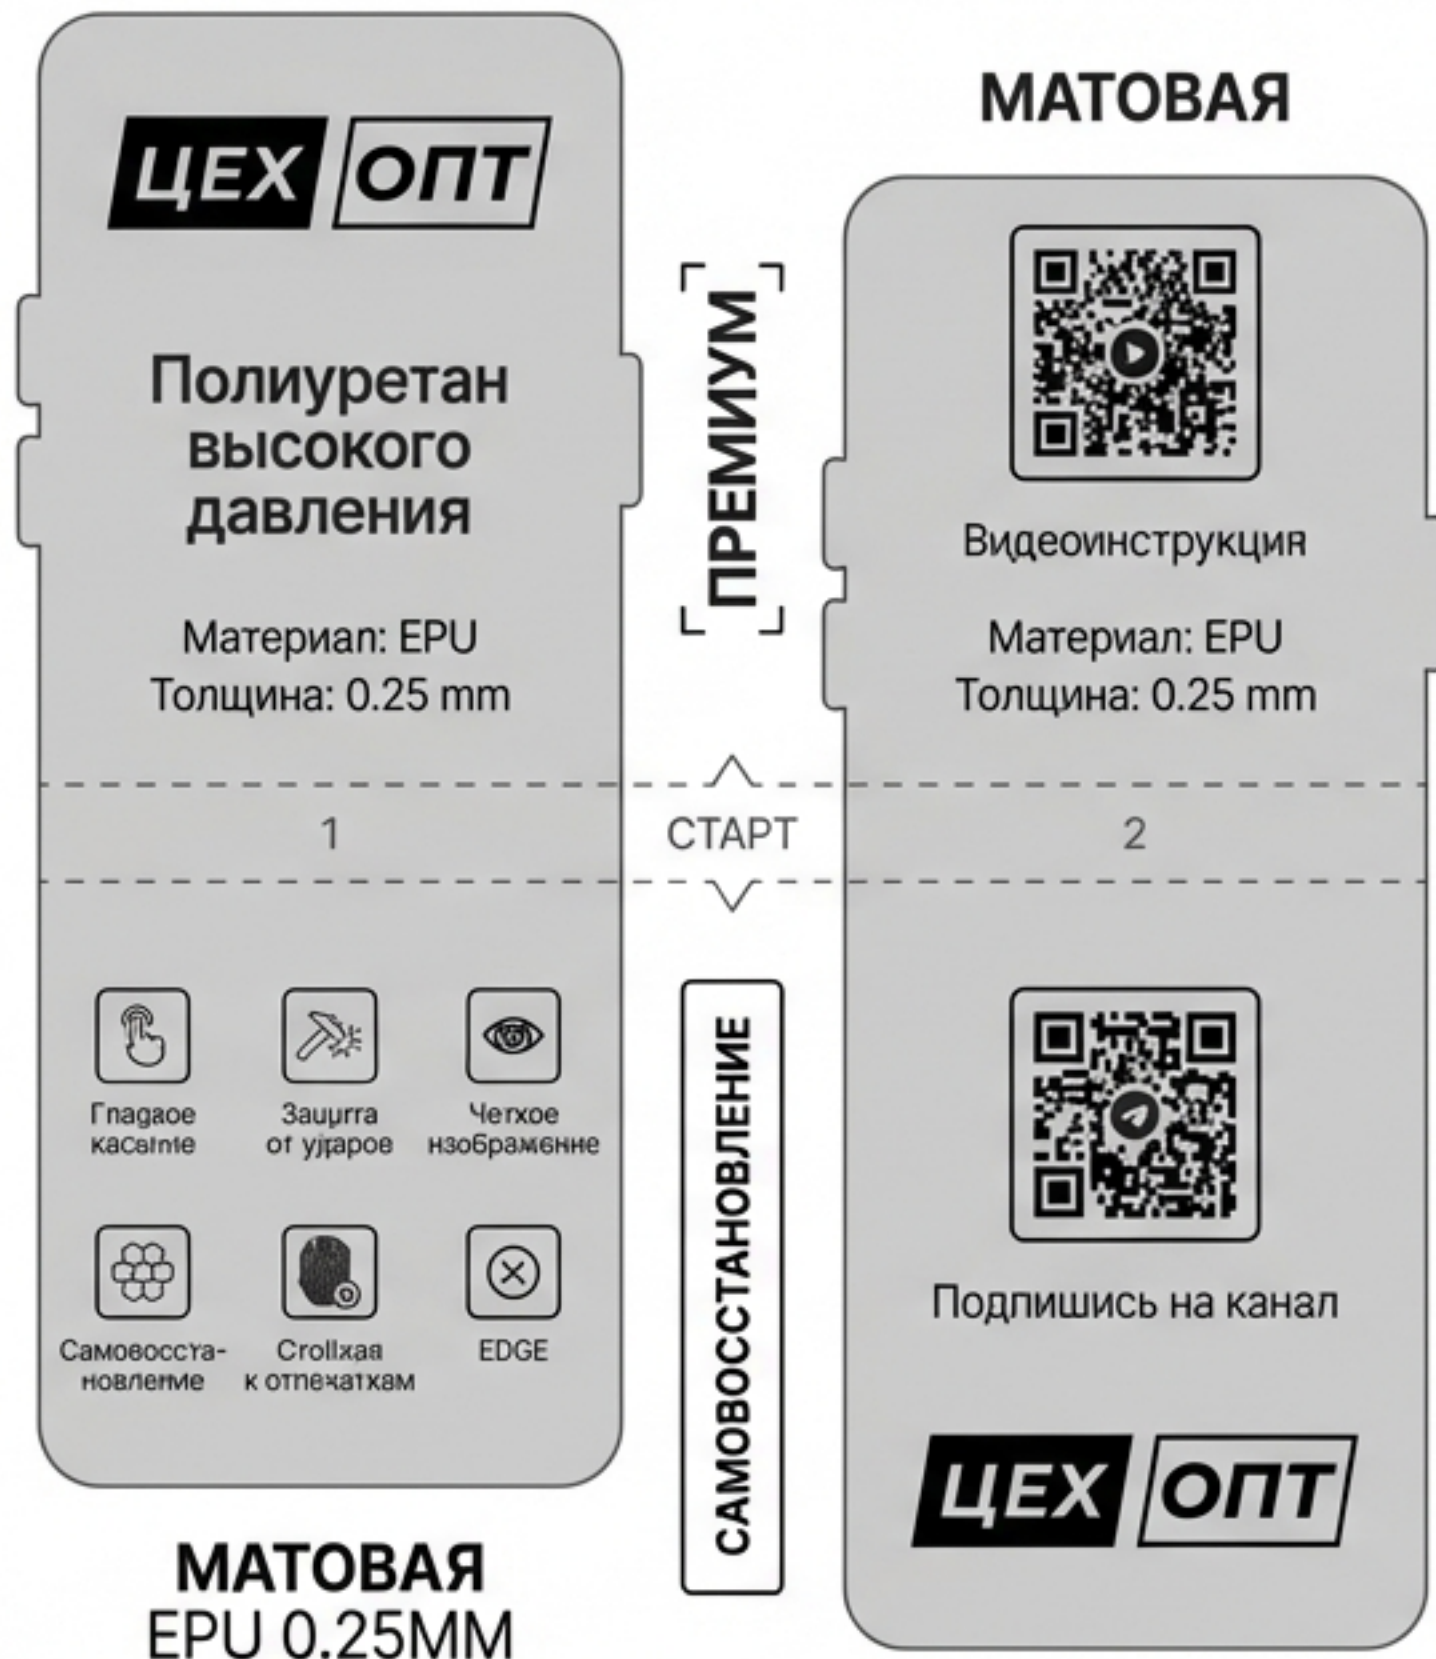 ЦЕХ ОПТ
Полиуретан
высокого
давления
Материал: EPU
Толщина: 0.25 mm
1
EDGE
МАТОВАЯ
EPU 0.25MM
ПРЕМИУМ
СТАРТ
САМОВОССТАНОВЛЕНИЕ
МАТОВАЯ
Видеоинструкция
Материал: EPU
Толщина: 0.25 mm
2
Подпишись на канал
ЦЕХ ОПТ